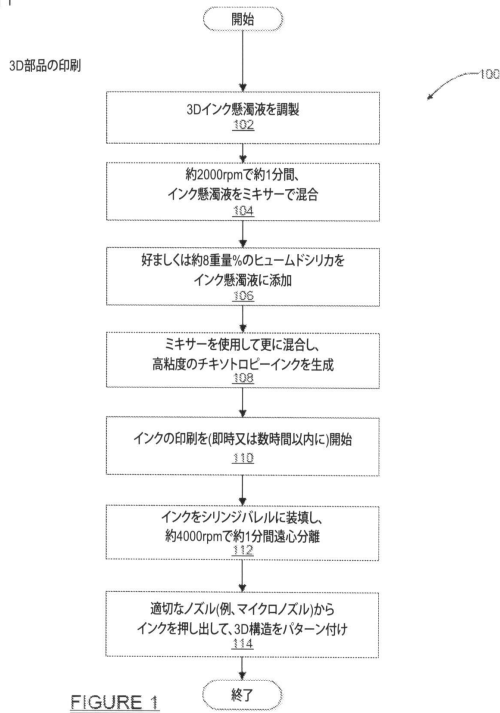 開始
3D部品の印刷
100
3Dインク懸濁液を調製
102
約2000rpmで約1分間、
インク懸濁液をミキサーで混合
104
好ましくは約8重量%のヒュームドシリカを
インク懸濁液に添加
106
ミキサーを使用して更に混合し、
高粘度のチキソトロピーインクを生成
108
インクの印刷を(即時又は数時間以内に)開始
110
インクをシリンジバレルに装填し、
約4000rpmで約1分間遠心分離
112
適切なノズル(例、マイクロノズル)から
インクを押し出して、3D構造をパターン付け
114
終了
FIGURE 1